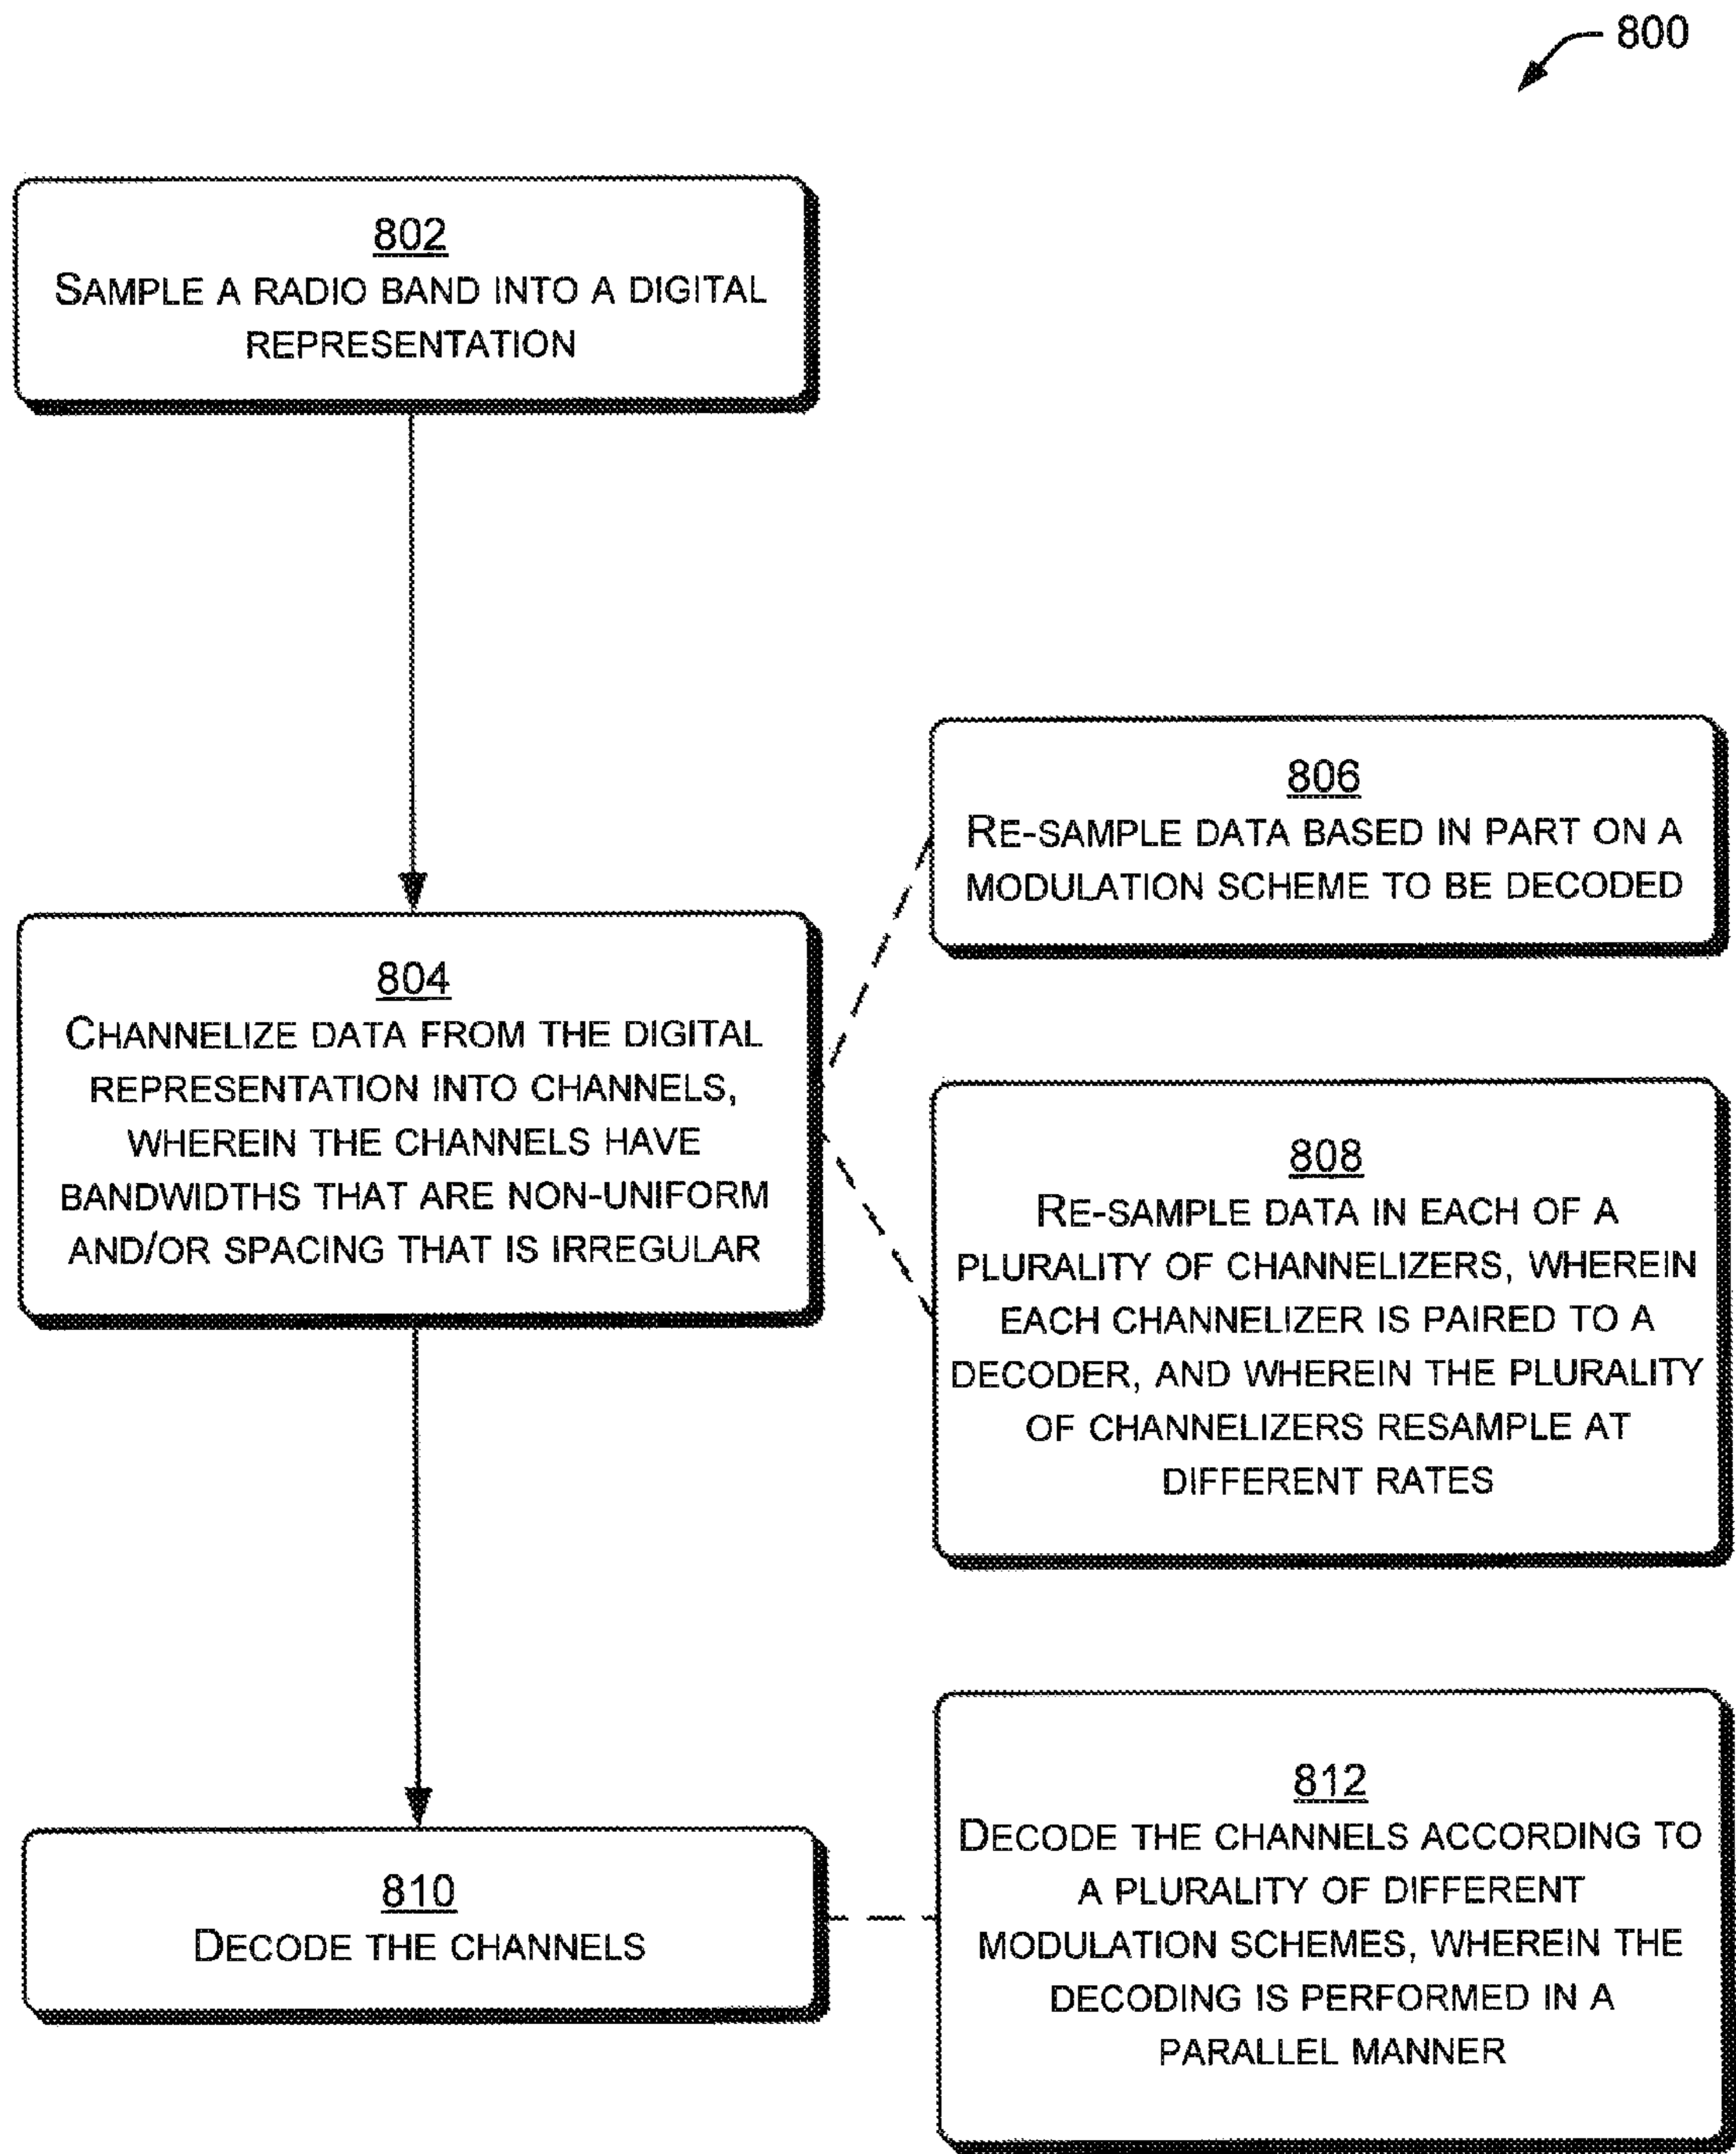 800
802
SAMPLE A RADIO BAND INTO A DIGITAL
REPRESENTATION
804
CHANNELIZE DATA FROM THE DIGITAL
REPRESENTATION INTO CHANNELS,
WHEREIN THE CHANNELS HAVE
BANDWIDTHS THAT ARE NON-UNIFORM
AND/OR SPACING THAT IS IRREGULAR
806
RE-SAMPLE DATA BASED IN PART ON A
MODULATION SCHEME TO BE DECODED
808
RE-SAMPLE DATA IN EACH OF A
PLURALITY OF CHANNELIZERS, WHEREIN
EACH CHANNELIZER IS PAIRED TO A
DECODER, AND WHEREIN THE PLURALITY
OF CHANNELIZERS RESAMPLE AT
DIFFERENT RATES
810
DECODE THE CHANNELS
812
DECODE THE CHANNELS ACCORDING TO
A PLURALITY OF DIFFERENT
MODULATION SCHEMES, WHEREIN THE
DECODING IS PERFORMED IN A
PARALLEL MANNER